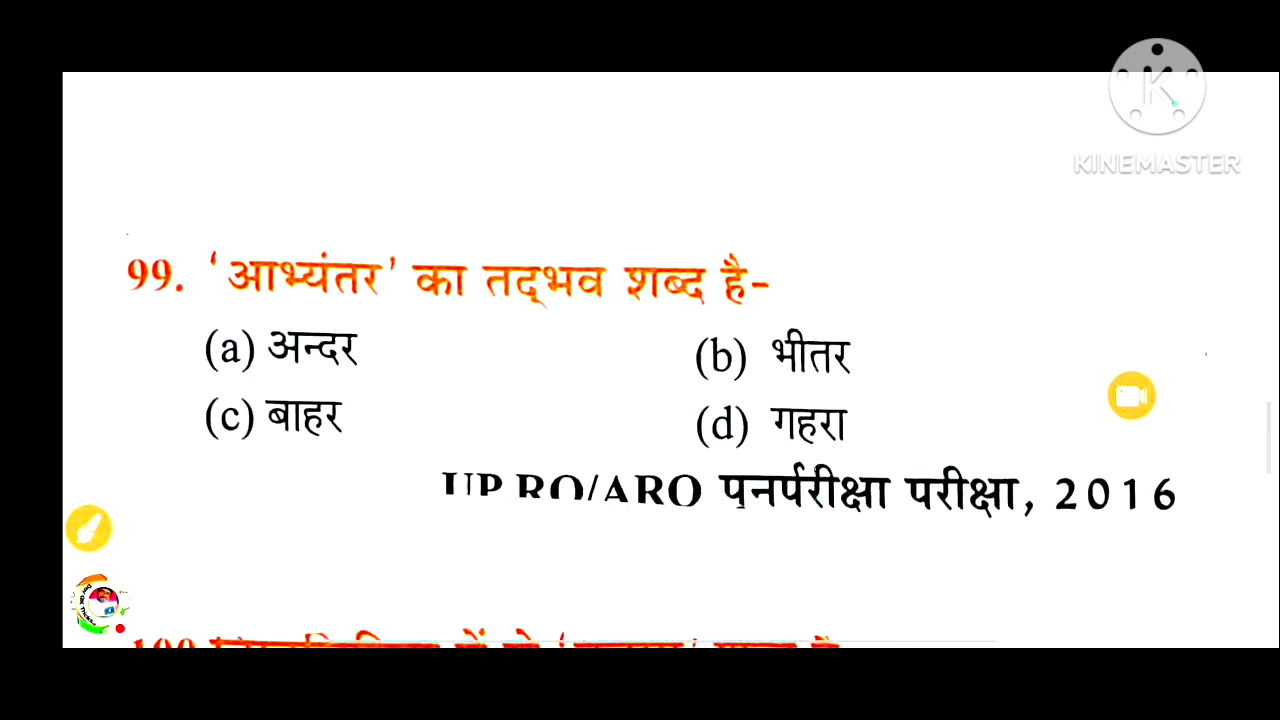 KINEMASTER
99. 'आभ्यंतर' का तद्भव शब्द है-
(a) अन्दर (b) भीतर
(c) बाहर (d) गहरा
UP RO/ARO पुनर्परीक्षा परीक्षा, 2016
100